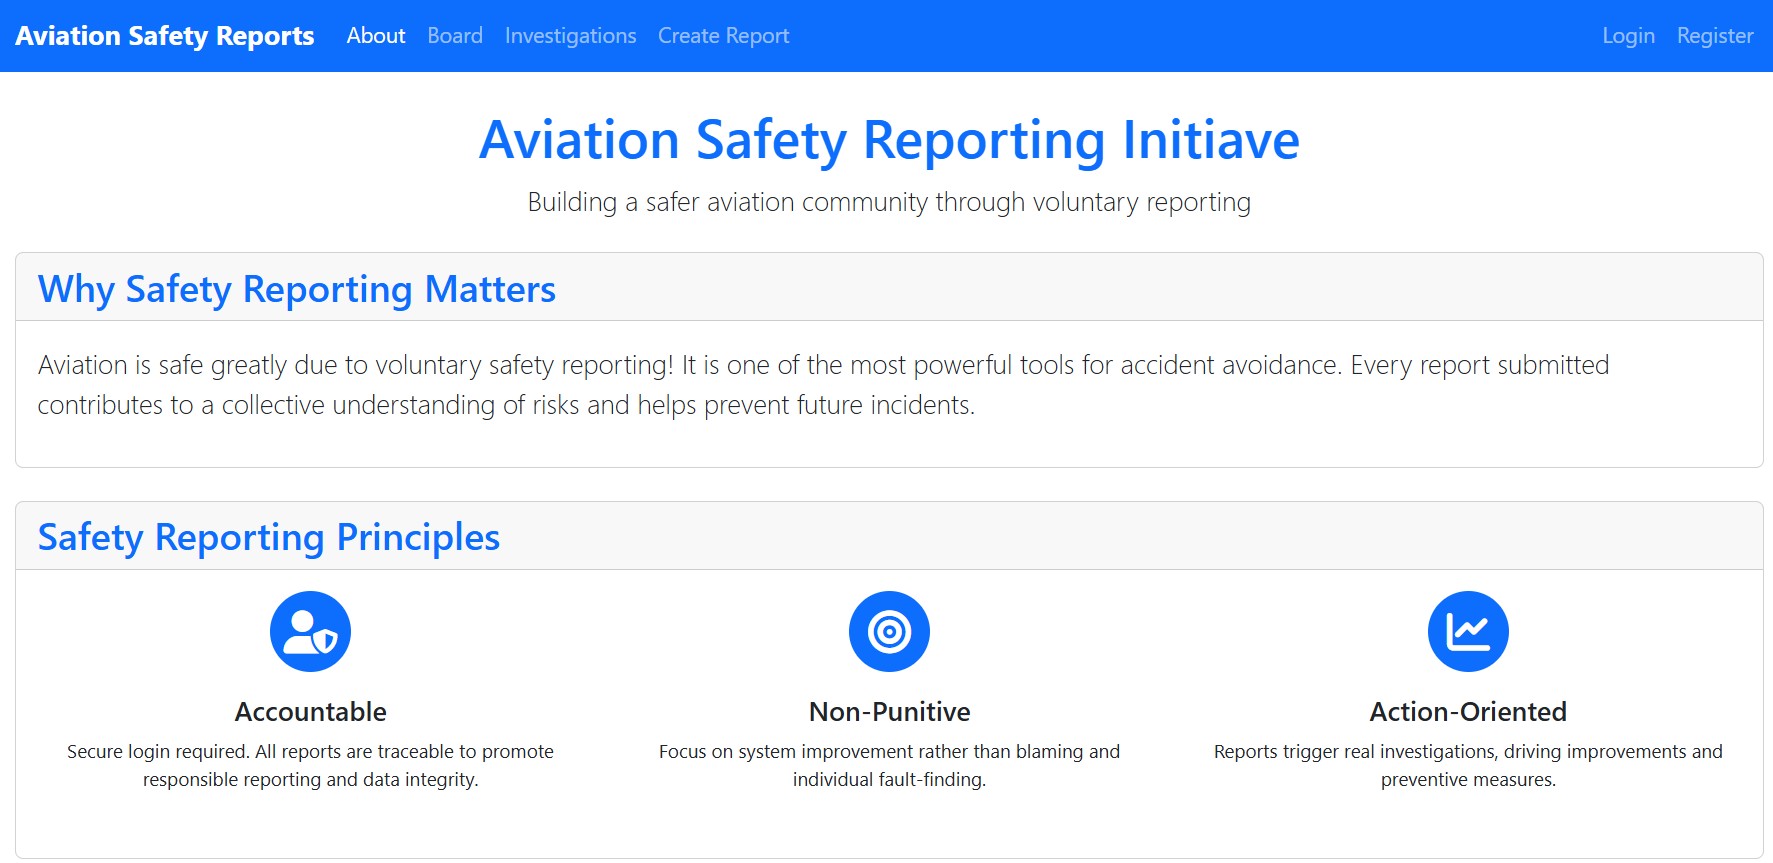 Aviation Safety Reports About Board Investigations Create Report Login Register
Aviation Safety Reporting Initiave
Building a safer aviation community through voluntary reporting
Why Safety Reporting Matters
Aviation is safe greatly due to voluntary safety reporting! It is one of the most powerful tools for accident avoidance. Every report submitted
contributes to a collective understanding of risks and helps prevent future incidents.
Safety Reporting Principles
Accountable
Secure login required. All reports are traceable to promote
responsible reporting and data integrity.
Non-Punitive
Focus on system improvement rather than blaming and
individual fault-finding.
Action-Oriented
Reports trigger real investigations, driving improvements and
preventive measures.